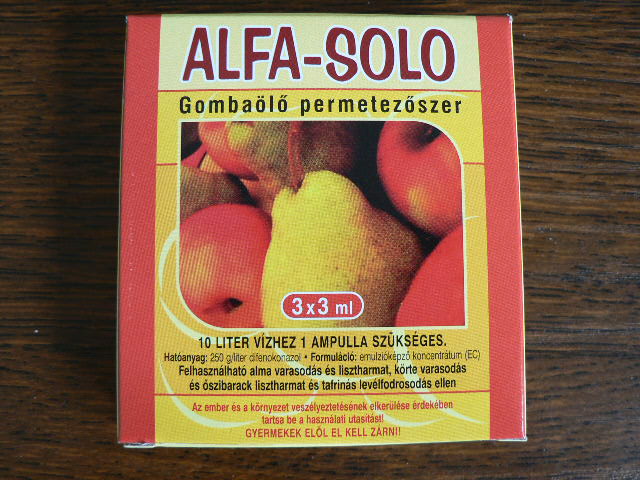 ALFA-SOLO
Gombaölő permetezőszer
3 x 3 ml
10 LITER VÍZHEZ 1 AMPULLA SZÜKSÉGES.
Hatóanyag: 250 g/liter difenokonazol • Formuláció: emulzióképző koncentrátum (EC)
Felhasználható alma varasodás és lisztharmat, körte varasodás
és őszibarack lisztharmat és tafrinás levélfodrosodás ellen
Az ember és a környezet veszélyeztetésének elkerülése érdekében
tartsa be a használati utasítást!
GYERMEKEK ELŐL EL KELL ZÁRNI!